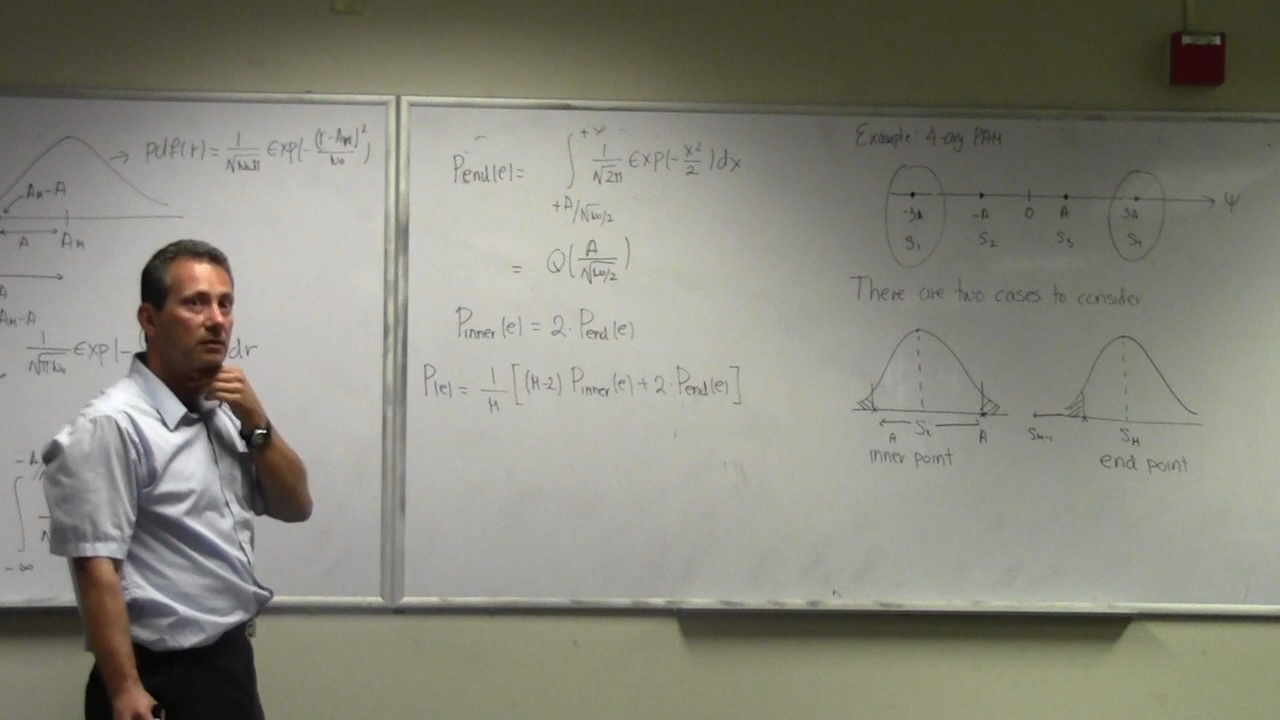 pdf(r) = 1/√(N₀π) exp(-(r-A_M)²/N₀)
A_M-A
A
A_M
A
A_M-A
1/√(πN₀) exp(-
dr
-A
∫
-∞
P_end(e) = ∫_{+A/√(N₀/2)}^{+∞} 1/√(2π) exp(-x²/2) dx
= Q(A/√(N₀/2))
P_inner(e) = 2·P_end(e)
P(e) = 1/M [(M-2) P_inner(e) + 2·P_end(e)]
Example: 4-ary PAM
-3A -A 0 A 3A Ψ
S₁ S₂ S₃ S₄
There are two cases to consider
A Sᵢ A
inner point
S_{M-1} S_M
end point